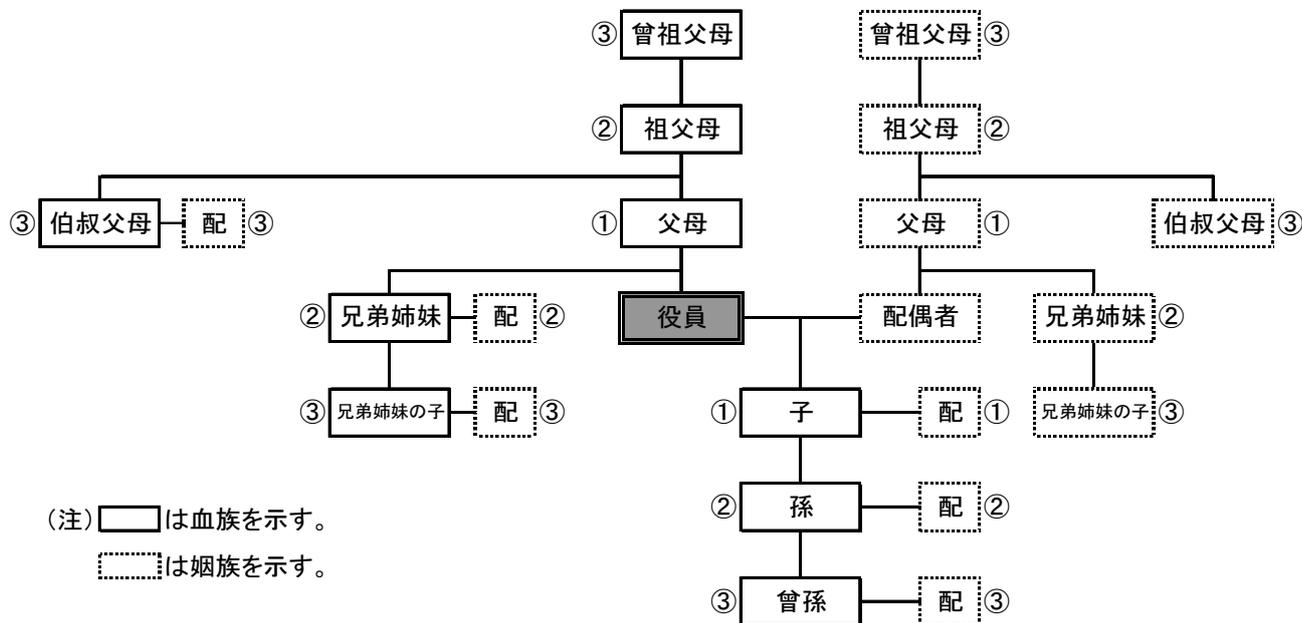 ③ 曾祖父母 曾祖父母 ③
② 祖父母 祖父母 ②
③ 伯叔父母 配 ③ ① 父母 父母 ① 伯叔父母 ③
② 兄弟姉妹 配 ② 役員 配偶者 兄弟姉妹 ②
③ 兄弟姉妹の子 配 ③ ① 子 配 ① 兄弟姉妹の子 ③
② 孫 配 ②
(注) は血族を示す。
は姻族を示す。
③ 曾孫 配 ③